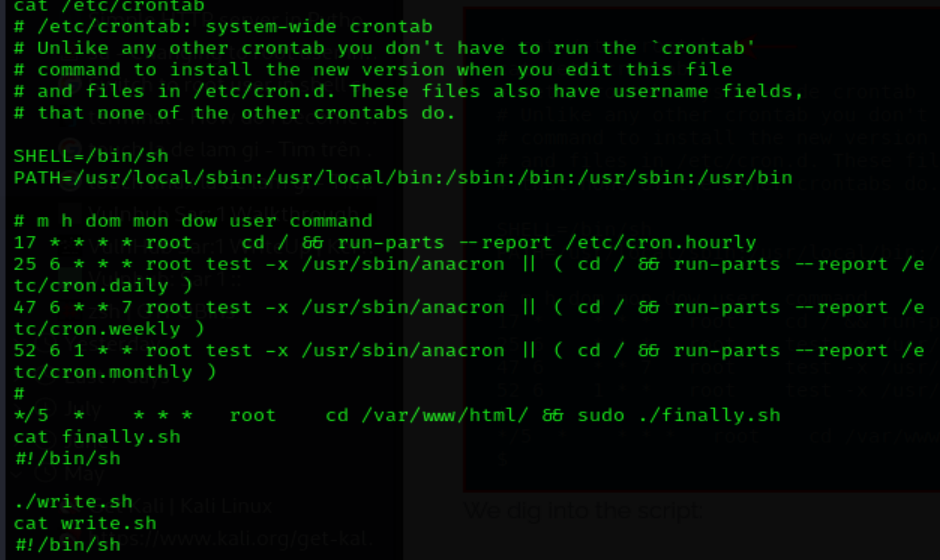 cat /etc/crontab
# /etc/crontab: system-wide crontab
# Unlike any other crontab you don't have to run the `crontab'
# command to install the new version when you edit this file
# and files in /etc/cron.d. These files also have username fields,
# that none of the other crontabs do.
SHELL=/bin/sh
PATH=/usr/local/sbin:/usr/local/bin:/sbin:/bin:/usr/sbin:/usr/bin
# m h dom mon dow user command
17 * * * * root    cd / && run-parts --report /etc/cron.hourly
25 6 * * * root test -x /usr/sbin/anacron || ( cd / && run-parts --report /e
tc/cron.daily )
47 6 * * 7 root test -x /usr/sbin/anacron || ( cd / && run-parts --report /e
tc/cron.weekly )
52 6 1 * * root test -x /usr/sbin/anacron || ( cd / && run-parts --report /e
tc/cron.monthly )
#
*/5  *    * * *   root    cd /var/www/html/ && sudo ./finally.sh
cat finally.sh
#!/bin/sh
./write.sh
cat write.sh
#!/bin/sh
We dig into the script: